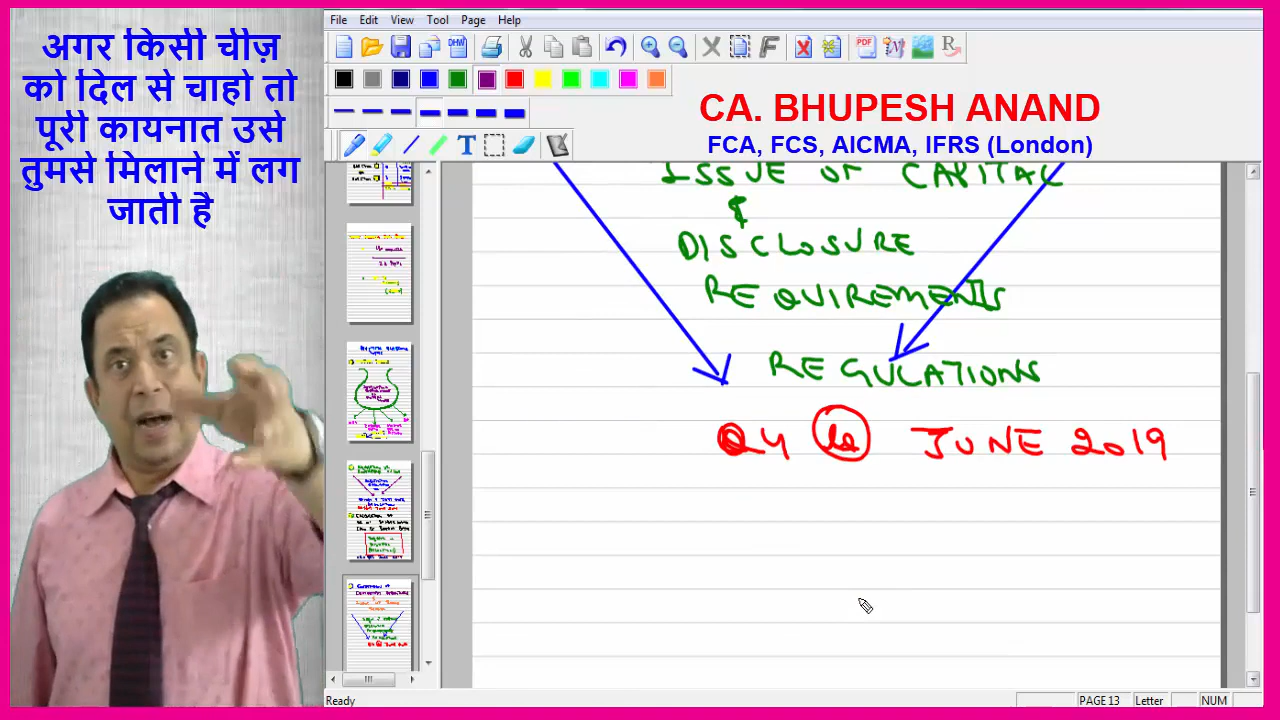 अगर किसी चीज़
को दिल से चाहो तो
पूरी कायनात उसे
तुमसे मिलाने में लग
जाती है
File Edit View Tool Page Help
CA. BHUPESH ANAND
FCA, FCS, AICMA, IFRS (London)
ISSUE OF CAPITAL
&
DISCLOSURE
REQUIREMENTS
REGULATIONS
Q4 JUNE 2019
Ready PAGE 13 Letter NUM